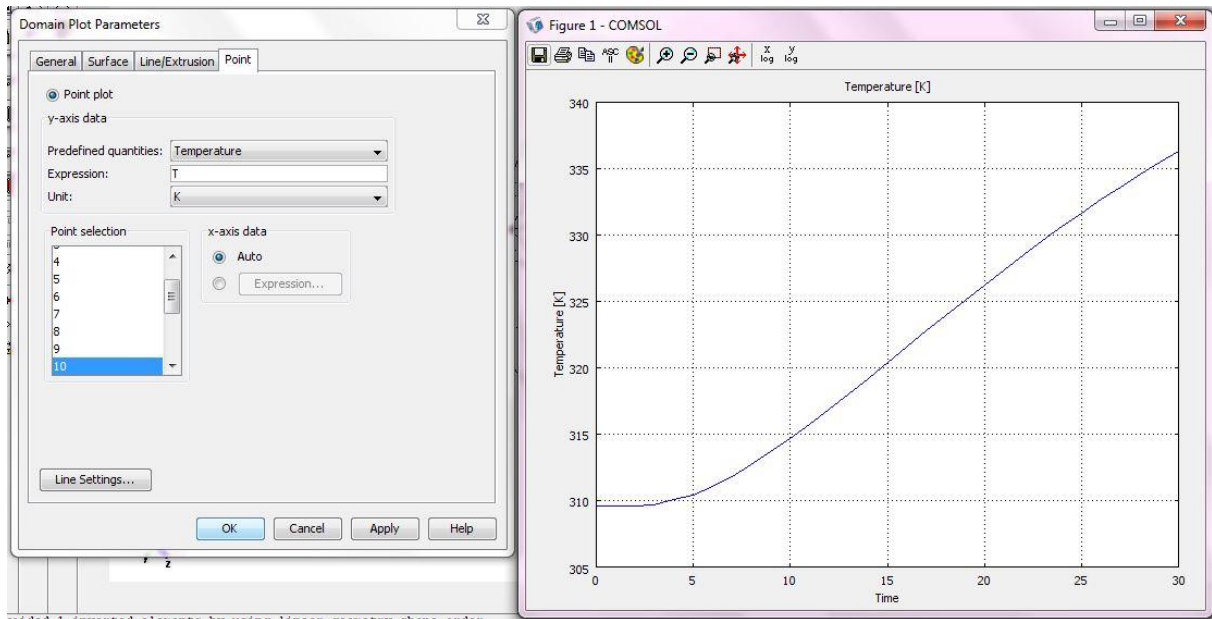 Domain Plot Parameters
General Surface Line/Extrusion Point
Point plot
y-axis data
Predefined quantities: Temperature
Expression: T
Unit: K
Point selection
4
5
6
7
8
9
10
x-axis data
Auto
Expression...
Line Settings...
OK Cancel Apply Help
z
Figure 1 - COMSOL
ASC
x log y log
Temperature [K]
340
335
330
325
320
315
310
305
Temperature [K]
0 5 10 15 20 25 30
Time